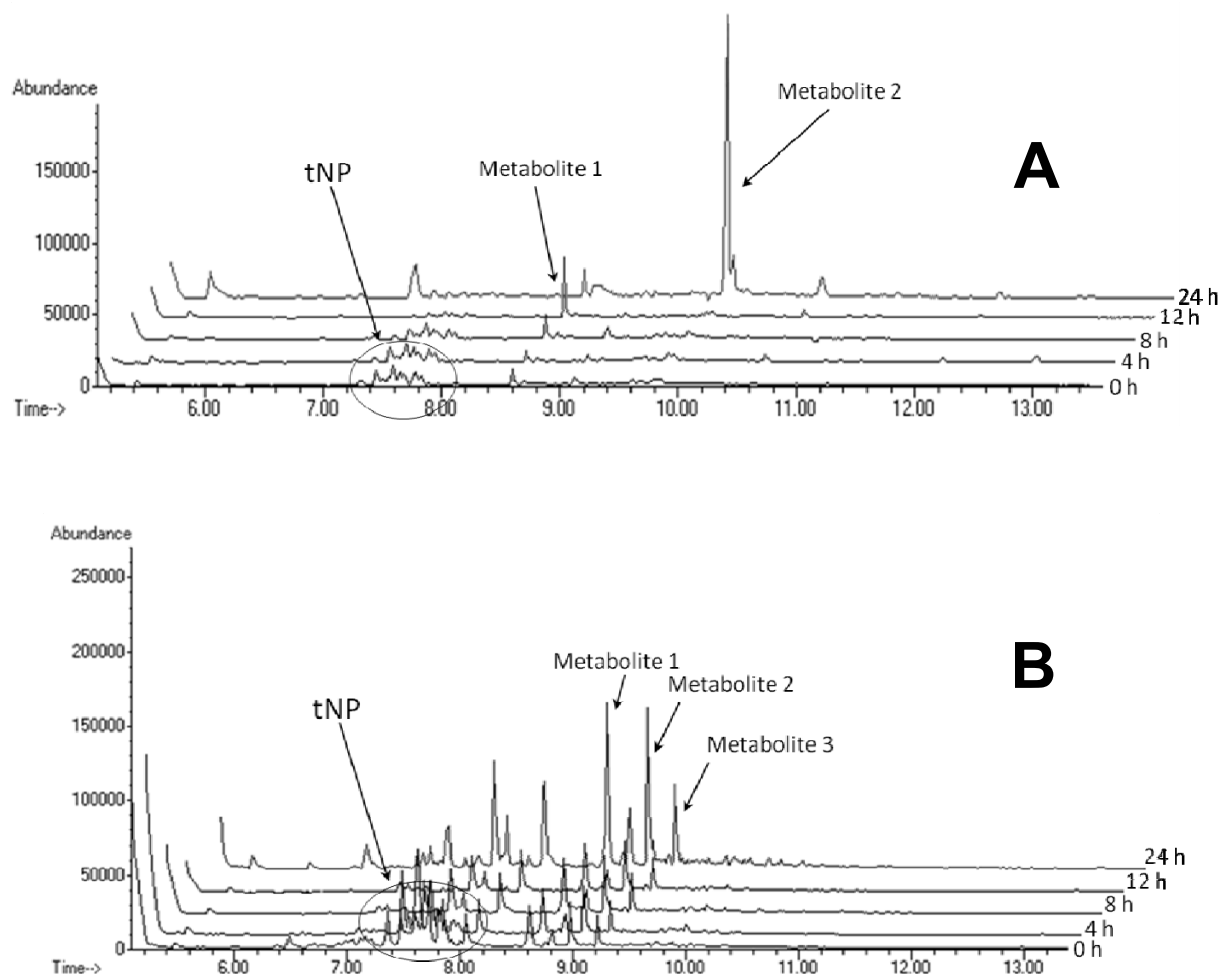 Abundance
Metabolite 2
A
tNP
Metabolite 1
150000
100000
50000
0
24 h
12 h
8 h
4 h
0 h
Time--> 6.00 7.00 8.00 9.00 10.00 11.00 12.00 13.00
Abundance
250000
200000
150000
100000
50000
0
B
Metabolite 1
Metabolite 2
tNP
Metabolite 3
24 h
12 h
8 h
4 h
0 h
Time--> 6.00 7.00 8.00 9.00 10.00 11.00 12.00 13.00